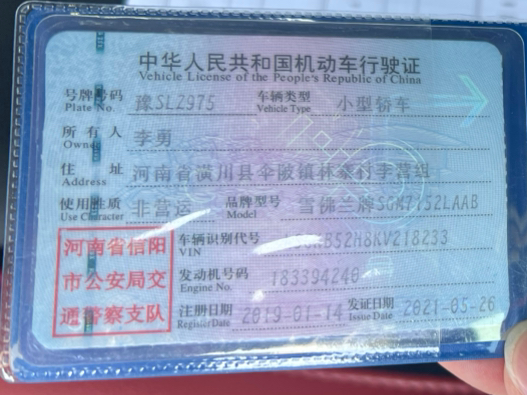 中华人民共和国机动车行驶证
Vehicle License of the People's Republic of China
号牌号码 豫SLZ975 车辆类型 小型轿车
Plate No. Vehicle Type
所有人 李勇
Owner
住址 河南省潢川县伞陂镇林寨村李营组
Address
使用性质 非营运 品牌型号 雪佛兰牌SGM7152LAAB
Use Character Model
河南省信阳
市公安局交
通警察支队
车辆识别代号
VIN
发动机号码 183394240
Engine No.
注册日期 2019-01-14 发证日期 2021-05-26
Register Date Issue Date